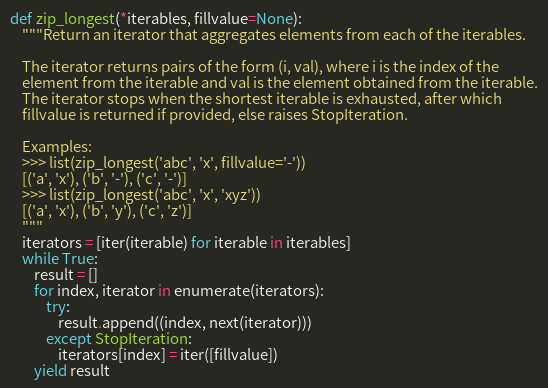 def zip_longest(*iterables, fillvalue=None):
"""Return an iterator that aggregates elements from each of the iterables.
The iterator returns pairs of the form (i, val), where i is the index of the
element from the iterable and val is the element obtained from the iterable.
The iterator stops when the shortest iterable is exhausted, after which
fillvalue is returned if provided, else raises StopIteration.
Examples:
>>> list(zip_longest('abc', 'x', fillvalue='-'))
[('a', 'x'), ('b', '-'), ('c', '-')]
>>> list(zip_longest('abc', 'x', 'xyz'))
[('a', 'x'), ('b', 'y'), ('c', 'z')]
"""
iterators = [iter(iterable) for iterable in iterables]
while True:
result = []
for index, iterator in enumerate(iterators):
try:
result.append((index, next(iterator)))
except StopIteration:
iterators[index] = iter([fillvalue])
yield result